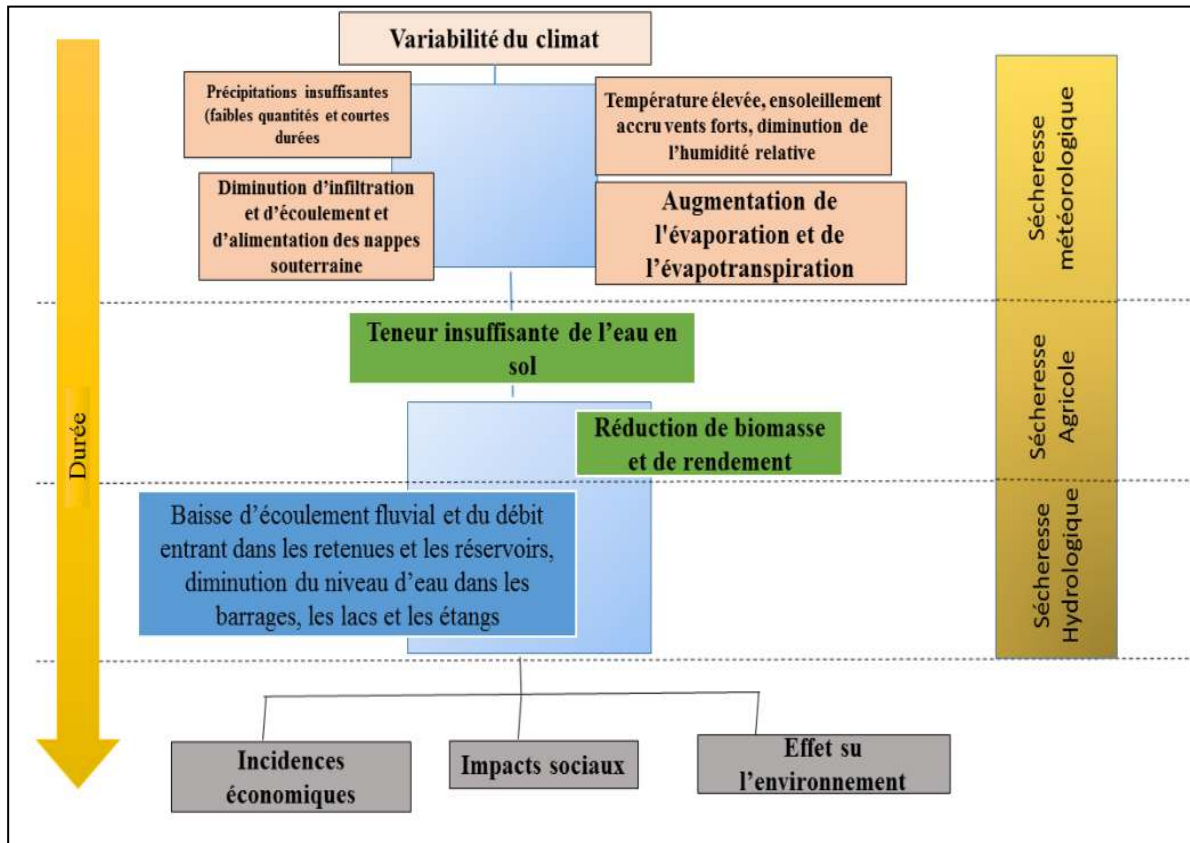 Variabilité du climat
Précipitations insuffisantes
(faibles quantités et courtes
durées
Température élevée, ensoleillement
accru vents forts, diminution de
l’humidité relative
Diminution d’infiltration
et d’écoulement et
d’alimentation des nappes
souterraine
Augmentation de
l'évaporation et de
l’évapotranspiration
Sécheresse
météorologique
Teneur insuffisante de l’eau en
sol
Réduction de biomasse
et de rendement
Sécheresse
Agricole
Durée
Baisse d’écoulement fluvial et du débit
entrant dans les retenues et les réservoirs,
diminution du niveau d’eau dans les
barrages, les lacs et les étangs
Sécheresse
Hydrologique
Incidences
économiques
Impacts sociaux
Effet su
l’environnement